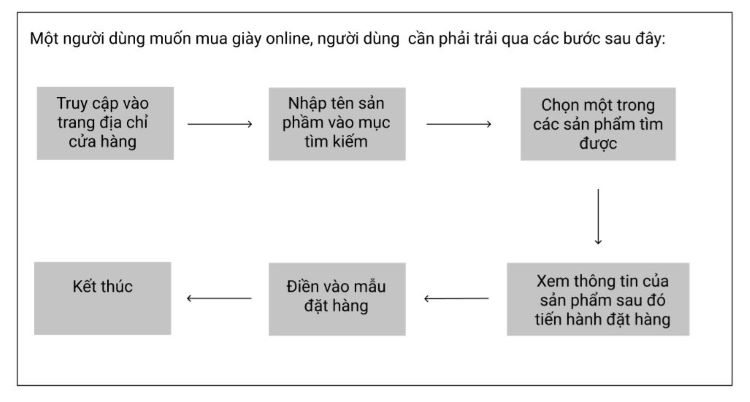 Một người dùng muốn mua giày online, người dùng cần phải trải qua các bước sau đây:
Truy cập vào
trang địa chỉ
cửa hàng
Nhập tên sản
phầm vào mục
tìm kiếm
Chọn một trong
các sản phẩm tìm
được
Xem thông tin của
sản phẩm sau đó
tiến hành đặt hàng
Điền vào mẫu
đặt hàng
Kết thúc